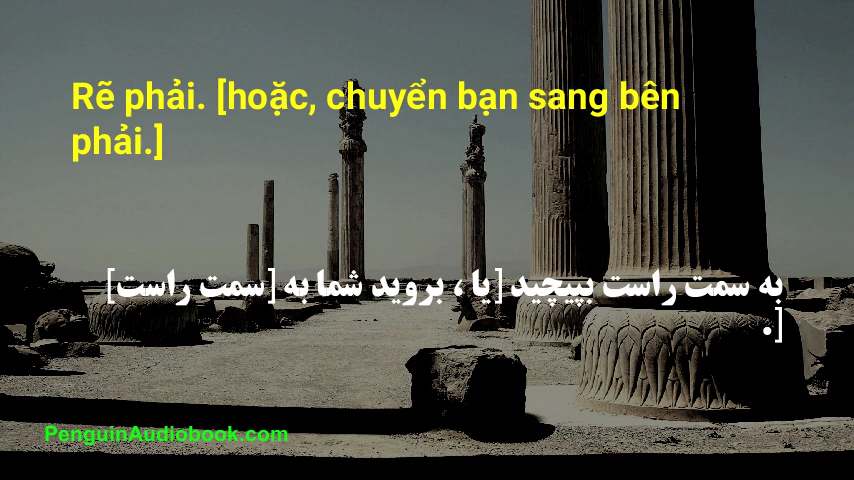 Rẽ phải. [hoặc, chuyển bạn sang bên
phải.]
به سمت راست بپیچید [یا ، بروید شما به [سمت راست]
.]
PenguinAudiobook.com